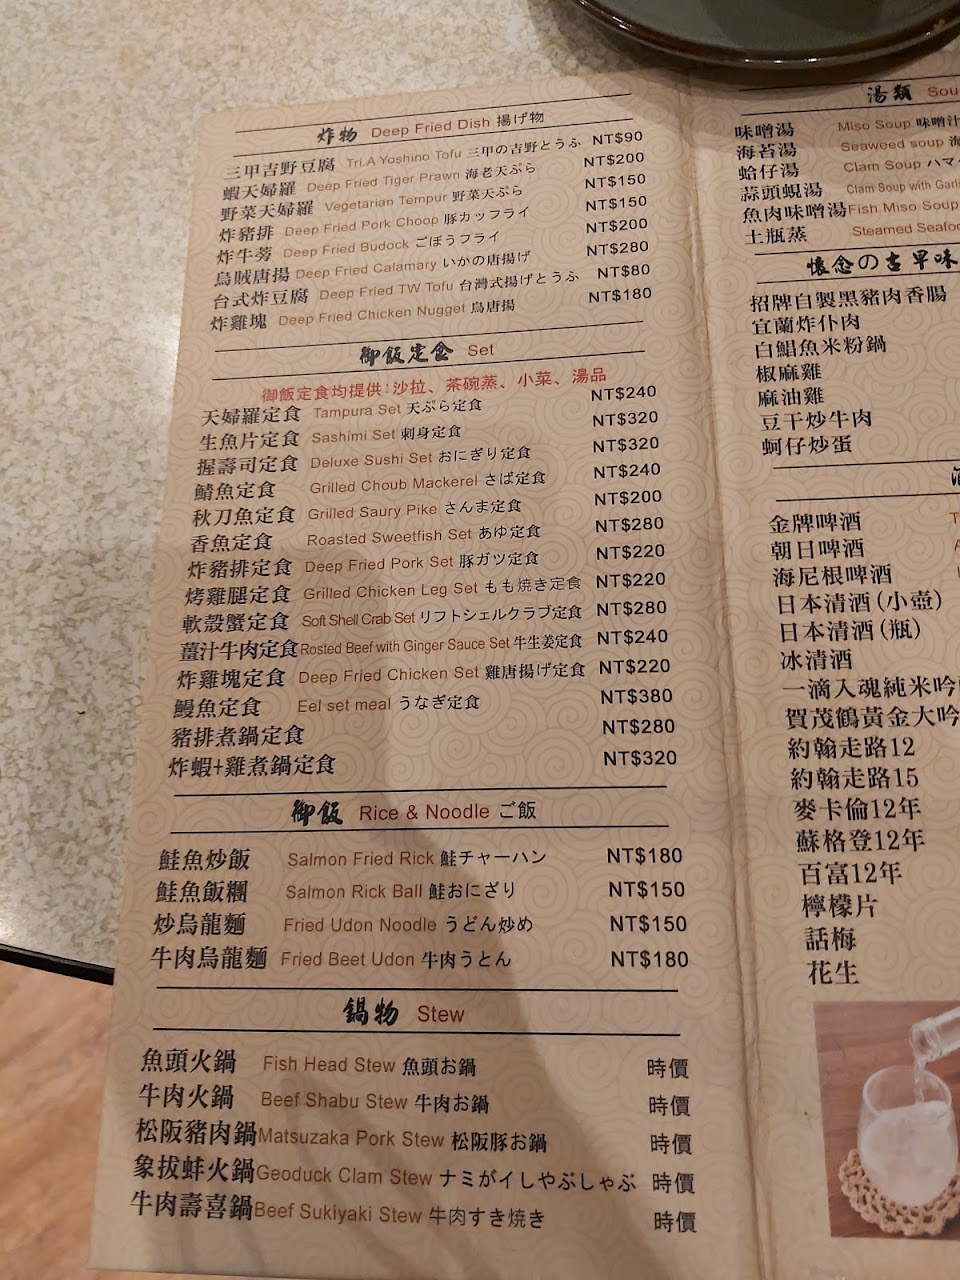 炸物 Deep Fried Dish 揚げ物
三甲吉野豆腐 Tri.A Yoshino Tofu 三甲の吉野とうふ NT$90
蝦天婦羅 Deep Fried Tiger Prawn 海老天ぷら NT$200
野菜天婦羅 Vegetarian Tempur 野菜天ぷら NT$150
炸豬排 Deep Fried Pork Choop 豚カッフライ NT$150
炸牛蒡 Deep Fried Budock ごぼうフライ NT$200
烏賊唐揚 Deep Fried Calamary いかの唐揚げ NT$280
台式炸豆腐 Deep Fried TW Tofu 台灣式揚げとうふ NT$80
炸雞塊 Deep Fried Chicken Nugget 鳥唐揚 NT$180
御飯定食 Set
御飯定食均提供:沙拉、茶碗蒸、小菜、湯品
天婦羅定食 Tampura Set 天ぷら定食 NT$240
生魚片定食 Sashimi Set 刺身定食 NT$320
握壽司定食 Deluxe Sushi Set おにぎり定食 NT$320
鯖魚定食 Grilled Choub Mackerel さば定食 NT$240
秋刀魚定食 Grilled Saury Pike さんま定食 NT$200
香魚定食 Roasted Sweetfish Set あゆ定食 NT$280
炸豬排定食 Deep Fried Pork Set 豚ガツ定食 NT$220
烤雞腿定食 Grilled Chicken Leg Set もも焼き定食 NT$220
軟殼蟹定食 Soft Shell Crab Set リフトシェルクラブ定食 NT$280
薑汁牛肉定食 Rosted Beef with Ginger Sauce Set 牛生姜定食 NT$240
炸雞塊定食 Deep Fried Chicken Set 雞唐揚げ定食 NT$220
鰻魚定食 Eel set meal うなぎ定食 NT$380
豬排煮鍋定食 NT$280
炸蝦+雞煮鍋定食 NT$320
御飯 Rice & Noodle ご飯
鮭魚炒飯 Salmon Fried Rick 鮭チャーハン NT$180
鮭魚飯糰 Salmon Rick Ball 鮭おにざり NT$150
炒烏龍麵 Fried Udon Noodle うどん炒め NT$150
牛肉烏龍麵 Fried Beet Udon 牛肉うとん NT$180
鍋物 Stew
魚頭火鍋 Fish Head Stew 魚頭お鍋 時價
牛肉火鍋 Beef Shabu Stew 牛肉お鍋 時價
松阪豬肉鍋 Matsuzaka Pork Stew 松阪豚お鍋 時價
象拔蚌火鍋 Geoduck Clam Stew ナミがイしやぶしゃぶ 時價
牛肉壽喜鍋 Beef Sukiyaki Stew 牛肉すき焼き 時價
湯類 Sou
味噌湯 Miso Soup 味噌汁
海苔湯 Seaweed soup 海
蛤仔湯 Clam Soup ハマ
蒜頭蜆湯 Clam Soup with Garli
魚肉味噌湯 Fish Miso Soup
土瓶蒸 Steamed Seafoo
懷念の古早味
招牌自製黑豬肉香腸
宜蘭炸仆肉
白鯧魚米粉鍋
椒麻雞
麻油雞
豆干炒牛肉
蚵仔炒蛋
金牌啤酒
朝日啤酒
海尼根啤酒
日本清酒(小壺)
日本清酒(瓶)
冰清酒
一滴入魂純米吟
賀茂鶴黃金大吟
約翰走路12
約翰走路15
麥卡倫12年
蘇格登12年
百富12年
檸檬片
話梅
花生